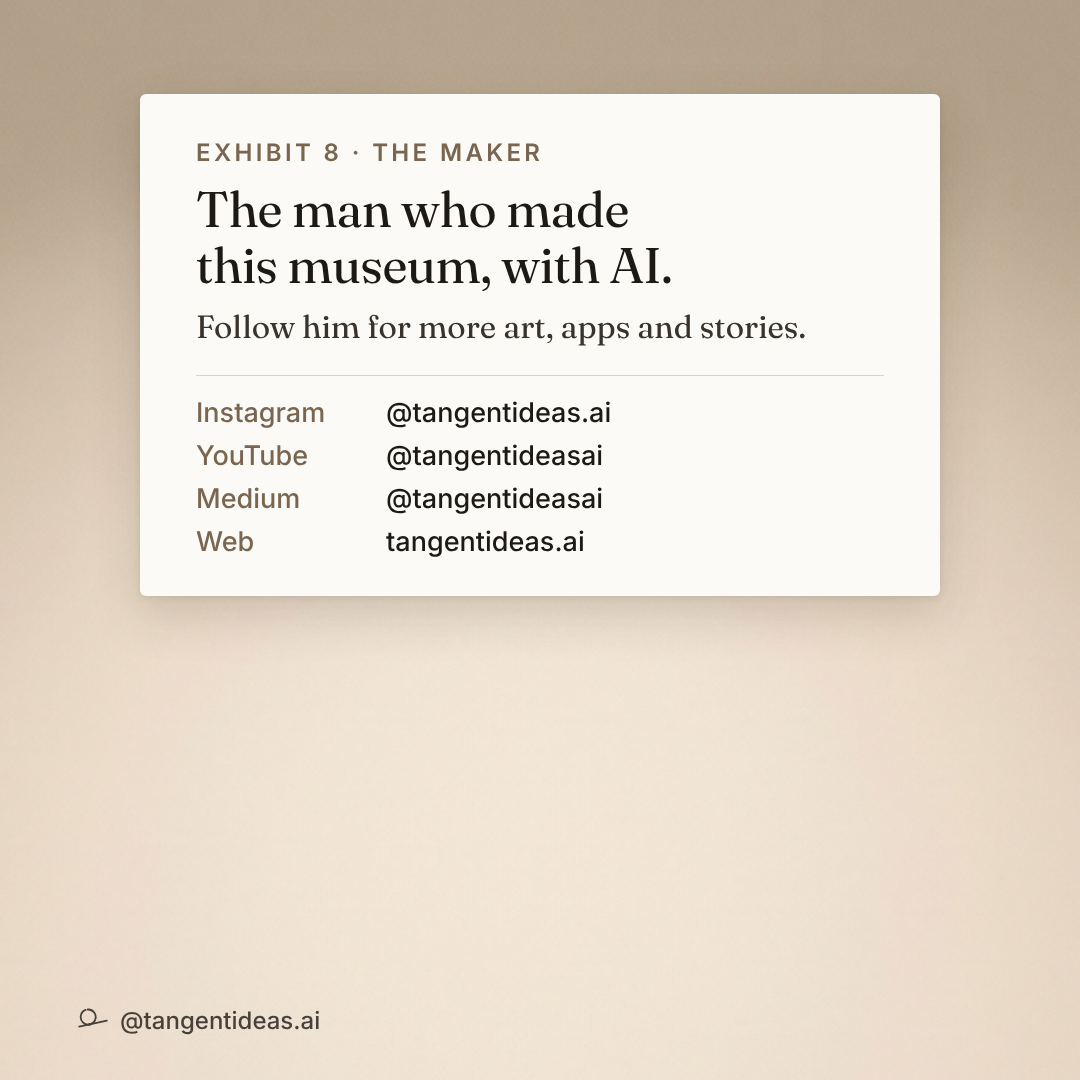 EXHIBIT 8 · THE MAKER
The man who made
this museum, with AI.
Follow him for more art, apps and stories.
Instagram @tangentideas.ai
YouTube @tangentideasai
Medium @tangentideasai
Web tangentideas.ai
@tangentideas.ai